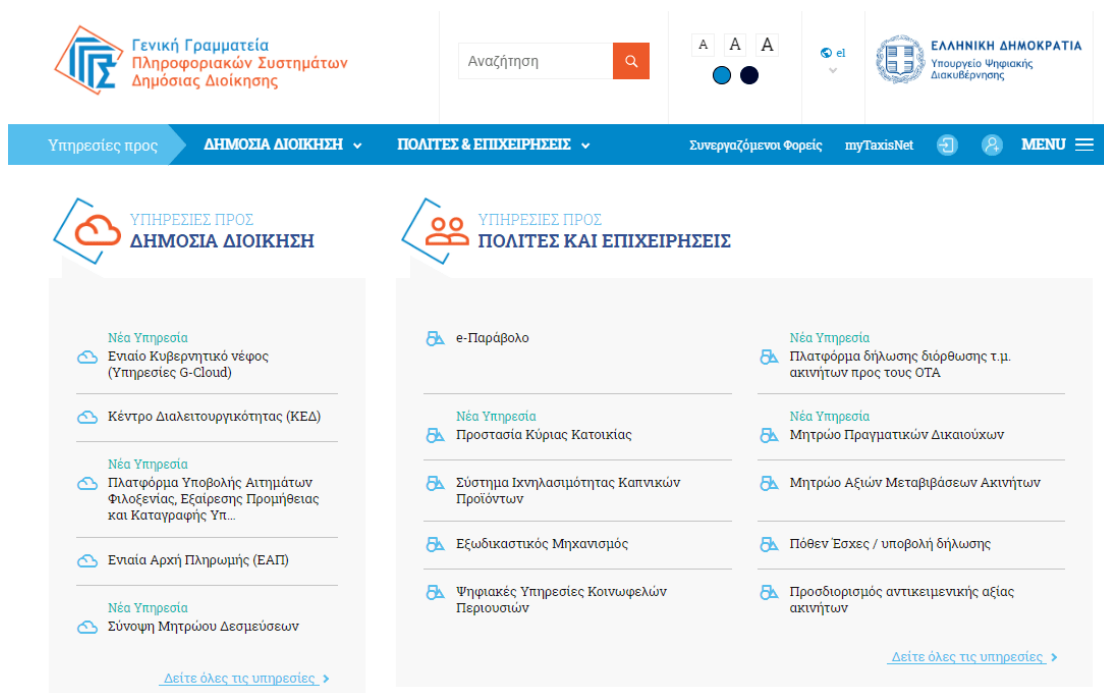 Γενική Γραμματεία
Πληροφοριακών Συστημάτων
Δημόσιας Διοίκησης
Αναζήτηση
A A A
el
ΕΛΛΗΝΙΚΗ ΔΗΜΟΚΡΑΤΙΑ
Υπουργείο Ψηφιακής
Διακυβέρνησης
Υπηρεσίες προς
ΔΗΜΟΣΙΑ ΔΙΟΙΚΗΣΗ
ΠΟΛΙΤΕΣ & ΕΠΙΧΕΙΡΗΣΕΙΣ
Συνεργαζόμενοι Φορείς
myTaxisNet
MENU
ΥΠΗΡΕΣΙΕΣ ΠΡΟΣ
ΔΗΜΟΣΙΑ ΔΙΟΙΚΗΣΗ
Νέα Υπηρεσία
Ενιαίο Κυβερνητικό νέφος
(Υπηρεσίες G-Cloud)
Κέντρο Διαλειτουργικότητας (ΚΕΔ)
Νέα Υπηρεσία
Πλατφόρμα Υποβολής Αιτημάτων
Φιλοξενίας, Εξαίρεσης Προμήθειας
και Καταγραφής Υπ...
Ενιαία Αρχή Πληρωμής (ΕΑΠ)
Νέα Υπηρεσία
Σύνοψη Μητρώου Δεσμεύσεων
Δείτε όλες τις υπηρεσίες
ΥΠΗΡΕΣΙΕΣ ΠΡΟΣ
ΠΟΛΙΤΕΣ ΚΑΙ ΕΠΙΧΕΙΡΗΣΕΙΣ
e-Παράβολο
Νέα Υπηρεσία
Προστασία Κύριας Κατοικίας
Σύστημα Ιχνηλασιμότητας Καπνικών
Προϊόντων
Εξωδικαστικός Μηχανισμός
Ψηφιακές Υπηρεσίες Κοινωφελών
Περιουσιών
Νέα Υπηρεσία
Πλατφόρμα δήλωσης διόρθωσης τ.μ.
ακινήτων προς τους ΟΤΑ
Νέα Υπηρεσία
Μητρώο Πραγματικών Δικαιούχων
Μητρώο Αξιών Μεταβιβάσεων Ακινήτων
Πόθεν Έσχες / υποβολή δήλωσης
Προσδιορισμός αντικειμενικής αξίας
ακινήτων
Δείτε όλες τις υπηρεσίες